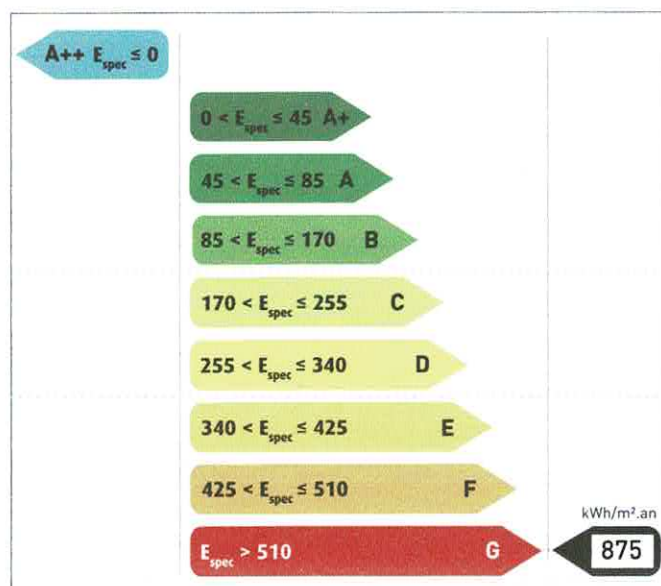 A++ Espec ≤ 0
0 < Espec ≤ 45 A+
45 < Espec ≤ 85 A
85 < Espec ≤ 170 B
170 < Espec ≤ 255 C
255 < Espec ≤ 340 D
340 < Espec ≤ 425 E
425 < Espec ≤ 510 F
kWh/m².an
Espec > 510 G
875